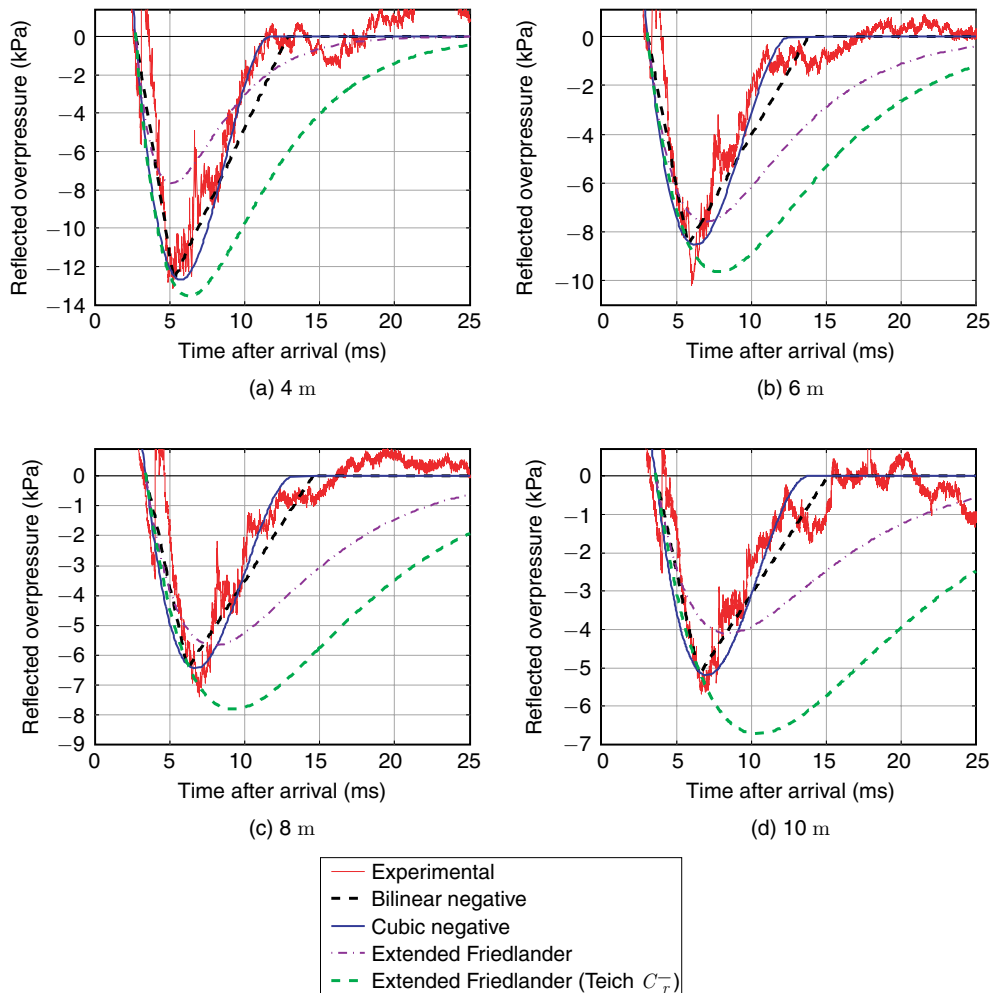 Reflected overpressure (kPa)
0
−2
−4
−6
−8
−10
−12
−14
0 5 10 15 20 25
Time after arrival (ms)
(a) 4 m
Reflected overpressure (kPa)
0
−2
−4
−6
−8
−10
0 5 10 15 20 25
Time after arrival (ms)
(b) 6 m
Reflected overpressure (kPa)
0
−1
−2
−3
−4
−5
−6
−7
−8
−9
0 5 10 15 20 25
Time after arrival (ms)
(c) 8 m
Reflected overpressure (kPa)
0
−1
−2
−3
−4
−5
−6
−7
0 5 10 15 20 25
Time after arrival (ms)
(d) 10 m
Experimental
Bilinear negative
Cubic negative
Extended Friedlander
Extended Friedlander (Teich C_r^−)